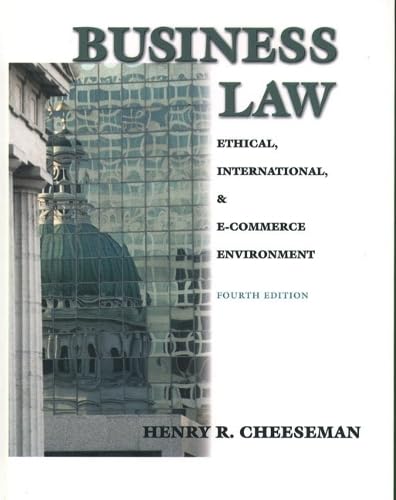 BUSINESS
LAW
ETHICAL,
INTERNATIONAL,
&
E-COMMERCE
ENVIRONMENT
FOURTH EDITION
HENRY R. CHEESEMAN